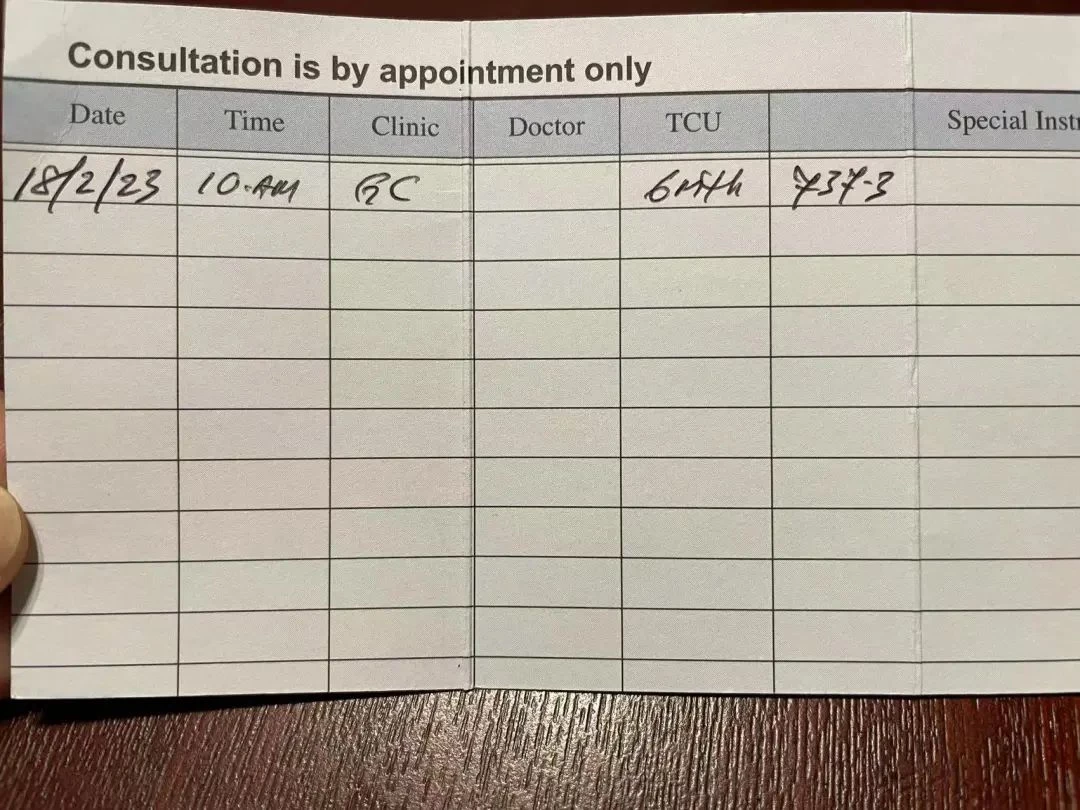 Consultation is by appointment only
Date Time Clinic Doctor TCU Special Instr
18/2/23 10.AM GC 6mth 737-3